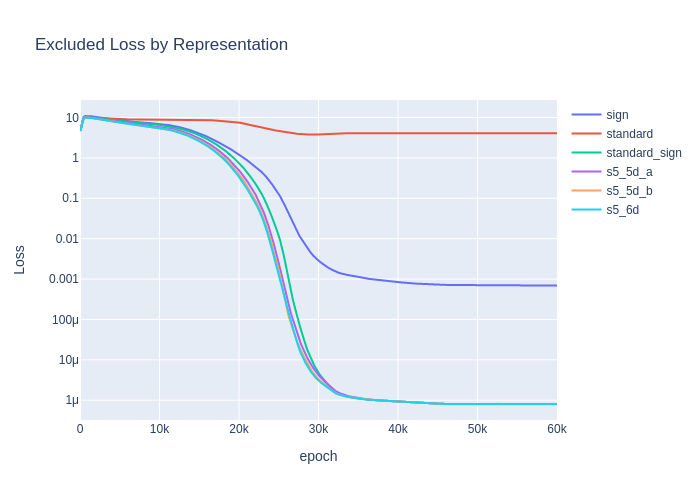 Excluded Loss by Representation
Loss
10
1
0.1
0.01
0.001
100μ
10μ
1μ
0
10k
20k
30k
40k
50k
60k
epoch
sign
standard
standard_sign
s5_5d_a
s5_5d_b
s5_6d